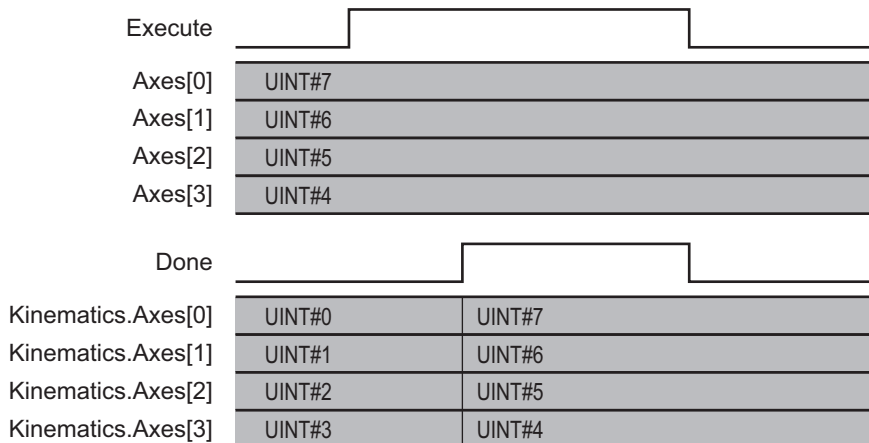 Execute
Axes[0] UINT#7
Axes[1] UINT#6
Axes[2] UINT#5
Axes[3] UINT#4
Done
Kinematics.Axes[0] UINT#0 UINT#7
Kinematics.Axes[1] UINT#1 UINT#6
Kinematics.Axes[2] UINT#2 UINT#5
Kinematics.Axes[3] UINT#3 UINT#4